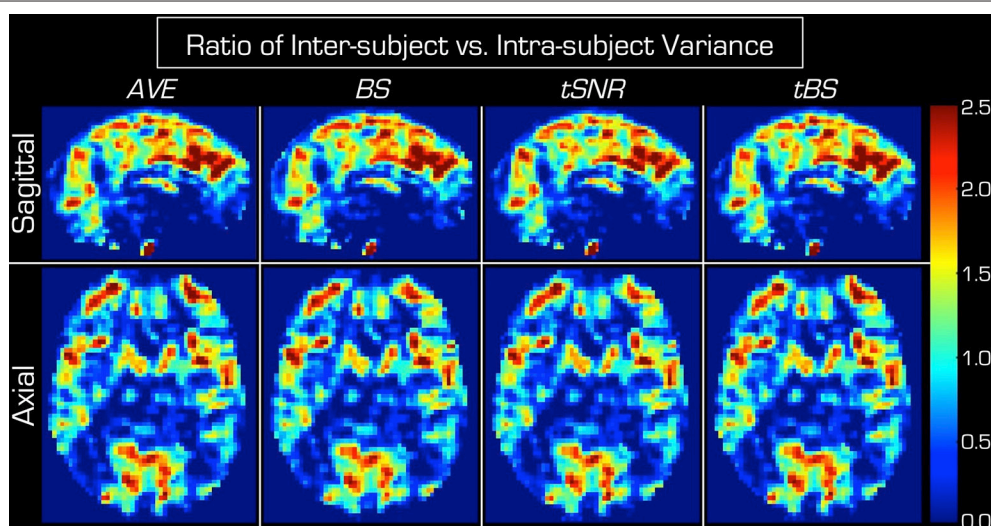 Ratio of Inter-subject vs. Intra-subject Variance
AVE BS tSNR tBS
Sagittal
Axial
2.5
2.0
1.5
1.0
0.5
0.0